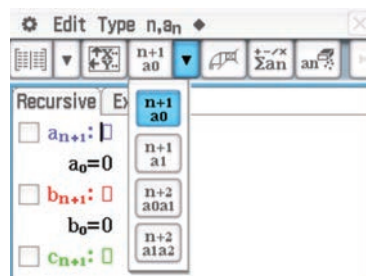 Edit Type n,an ◆
n+1 a0 +-/x Σan an
Recursive Ex
an+1:
a0=0
bn+1:
b0=0
cn+1:
n+1
a0
n+1
a1
n+2
a0a1
n+2
a1a2